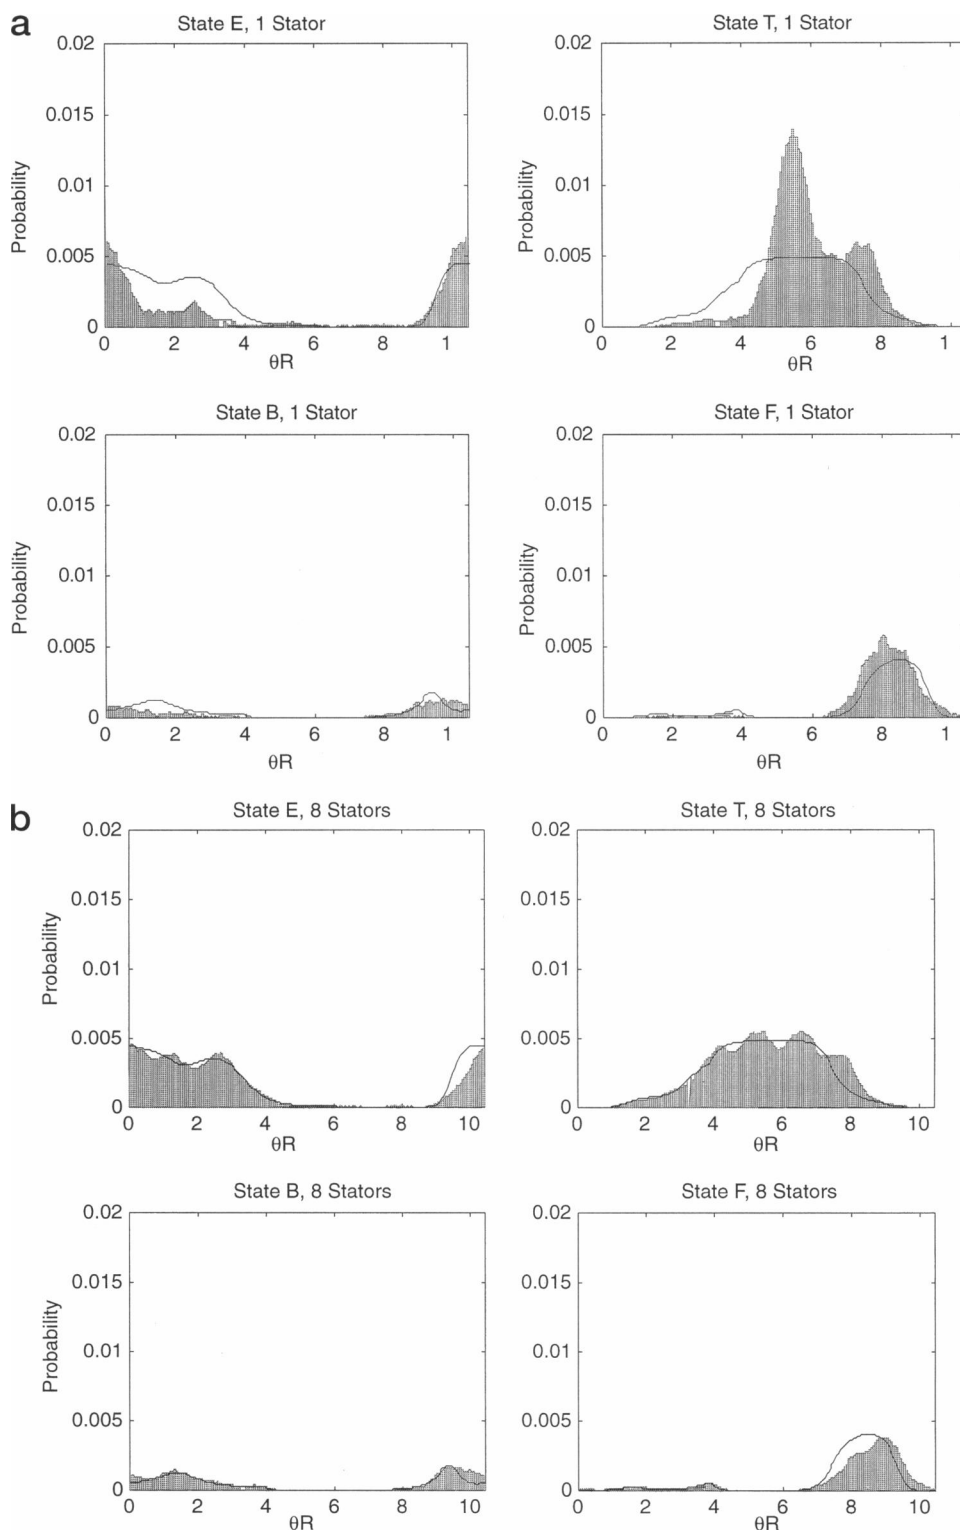 a
State E, 1 Stator
0.02
0.015
0.01
0.005
0
Probability
0 2 4 6 8 1
θR
State T, 1 Stator
0.02
0.015
0.01
0.005
0
Probability
0 2 4 6 8 1
θR
State B, 1 Stator
0.02
0.015
0.01
0.005
0
Probability
0 2 4 6 8 1
θR
State F, 1 Stator
0.02
0.015
0.01
0.005
0
Probability
0 2 4 6 8 1
θR
b
State E, 8 Stators
0.02
0.015
0.01
0.005
0
Probability
0 2 4 6 8 10
θR
State T, 8 Stators
0.02
0.015
0.01
0.005
0
0 2 4 6 8 10
θR
State B, 8 Stators
0.02
0.015
0.01
0.005
0
Probability
0 2 4 6 8 10
θR
State F, 8 Stators
0.02
0.015
0.01
0.005
0
0 2 4 6 8 10
θR